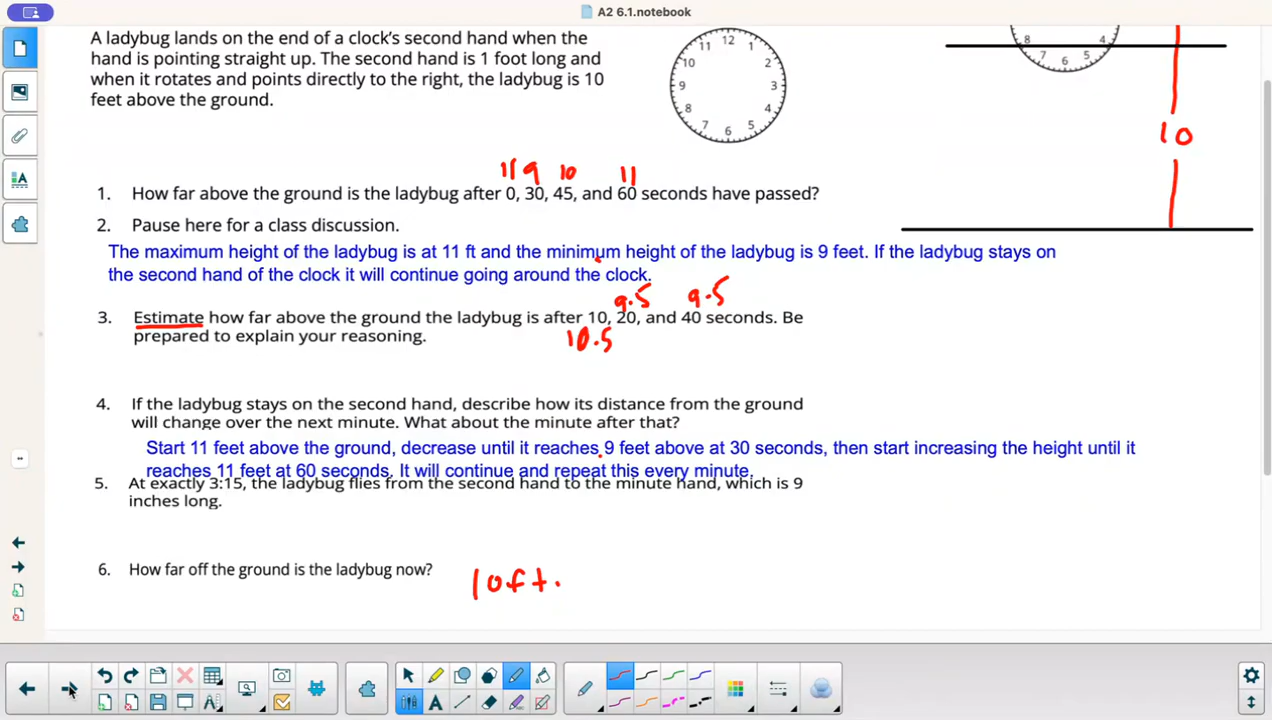 A2 6.1.notebook
A ladybug lands on the end of a clock's second hand when the
hand is pointing straight up. The second hand is 1 foot long and
when it rotates and points directly to the right, the ladybug is 10
feet above the ground.
11 12 1
10 2
9 3
8 4
7 6 5
8 4
7 6 5
10
11 9 10 11
1. How far above the ground is the ladybug after 0, 30, 45, and 60 seconds have passed?
2. Pause here for a class discussion.
The maximum height of the ladybug is at 11 ft and the minimum height of the ladybug is 9 feet. If the ladybug stays on
the second hand of the clock it will continue going around the clock.
9.5 9.5
3. Estimate how far above the ground the ladybug is after 10, 20, and 40 seconds. Be
prepared to explain your reasoning.
10.5
4. If the ladybug stays on the second hand, describe how its distance from the ground
will change over the next minute. What about the minute after that?
Start 11 feet above the ground, decrease until it reaches 9 feet above at 30 seconds, then start increasing the height until it
reaches 11 feet at 60 seconds. It will continue and repeat this every minute.
5. At exactly 3:15, the ladybug flies from the second hand to the minute hand, which is 9
inches long.
6. How far off the ground is the ladybug now?
10ft.